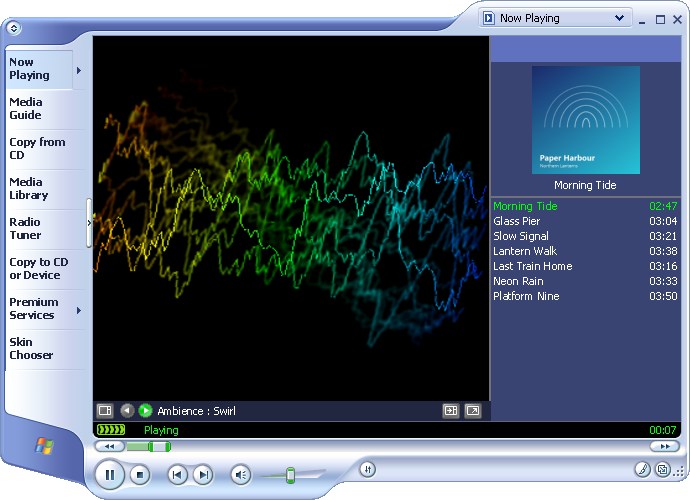 Now Playing
Now
Playing
Media
Guide
Copy from
CD
Media
Library
Radio
Tuner
Copy to CD
or Device
Premium
Services
Skin
Chooser
Paper Harbour
Northern Lanterns
Morning Tide
Morning Tide 02:47
Glass Pier 03:04
Slow Signal 03:21
Lantern Walk 03:38
Last Train Home 03:16
Neon Rain 03:33
Platform Nine 03:50
Ambience : Swirl
Playing 00:07